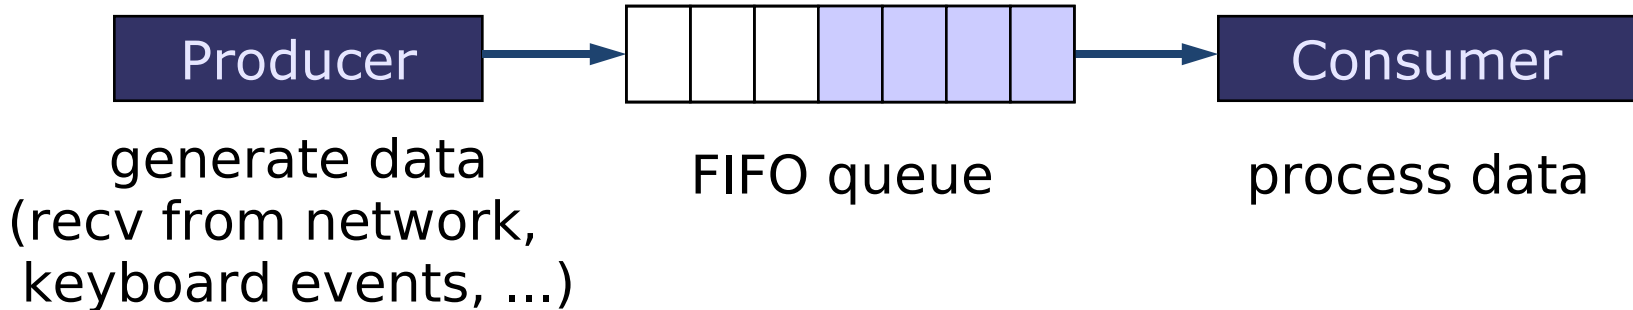 Producer
Consumer
generate data
(recv from network,
keyboard events, ...)
FIFO queue
process data